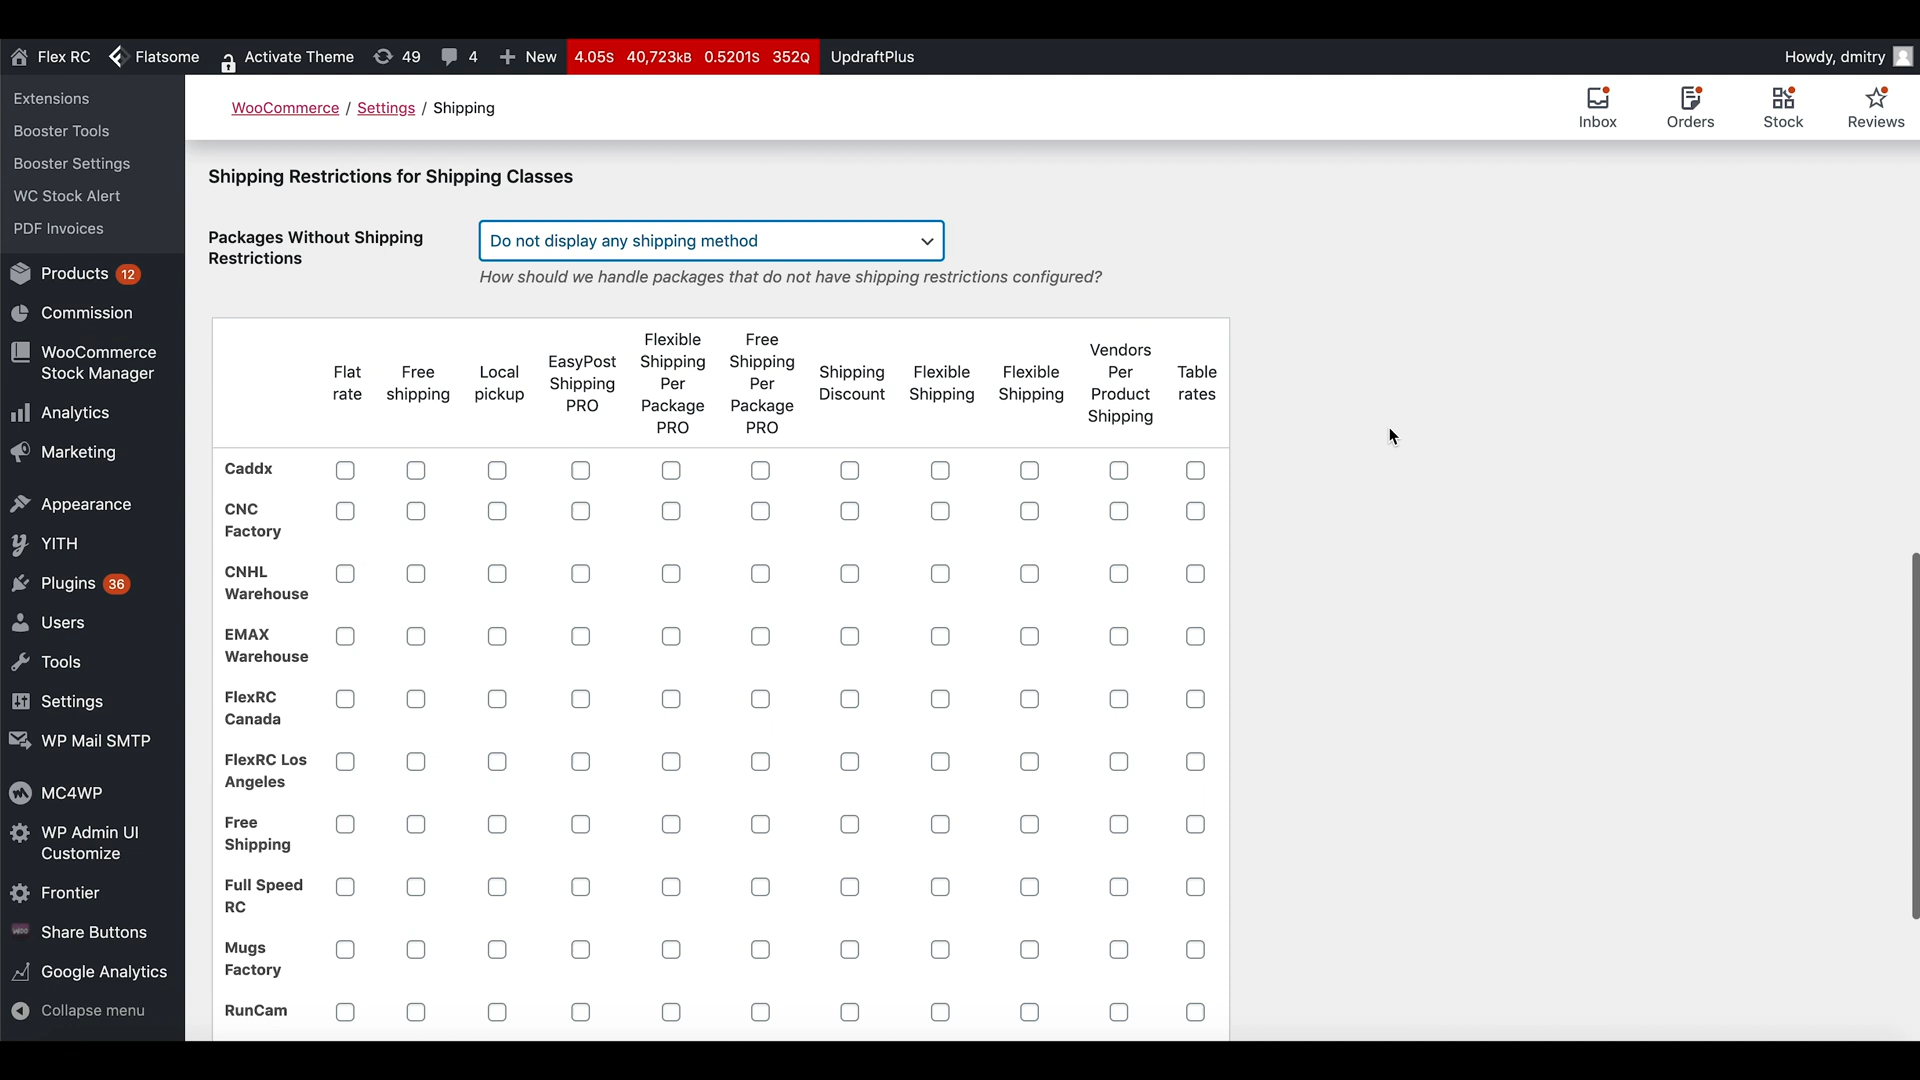 Flex RC Flatsome Activate Theme 49 4 New 4.05S 40,723KB 0.5201S 352Q UpdraftPlus Howdy, dmitry
Extensions
Booster Tools
Booster Settings
WC Stock Alert
PDF Invoices
Products 12
Commission
WooCommerce
Stock Manager
Analytics
Marketing
Appearance
YITH
Plugins 36
Users
Tools
Settings
WP Mail SMTP
MC4WP
WP Admin UI
Customize
Frontier
Share Buttons
Google Analytics
Collapse menu
WooCommerce / Settings / Shipping
Inbox
Orders
Stock
Reviews
Shipping Restrictions for Shipping Classes
Packages Without Shipping
Restrictions
Do not display any shipping method
How should we handle packages that do not have shipping restrictions configured?
Flat
rate
Free
shipping
Local
pickup
EasyPost
Shipping
PRO
Flexible
Shipping
Per
Package
PRO
Free
Shipping
Per
Package
PRO
Shipping
Discount
Flexible
Shipping
Flexible
Shipping
Vendors
Per
Product
Shipping
Table
rates
Caddx
CNC
Factory
CNHL
Warehouse
EMAX
Warehouse
FlexRC
Canada
FlexRC Los
Angeles
Free
Shipping
Full Speed
RC
Mugs
Factory
RunCam